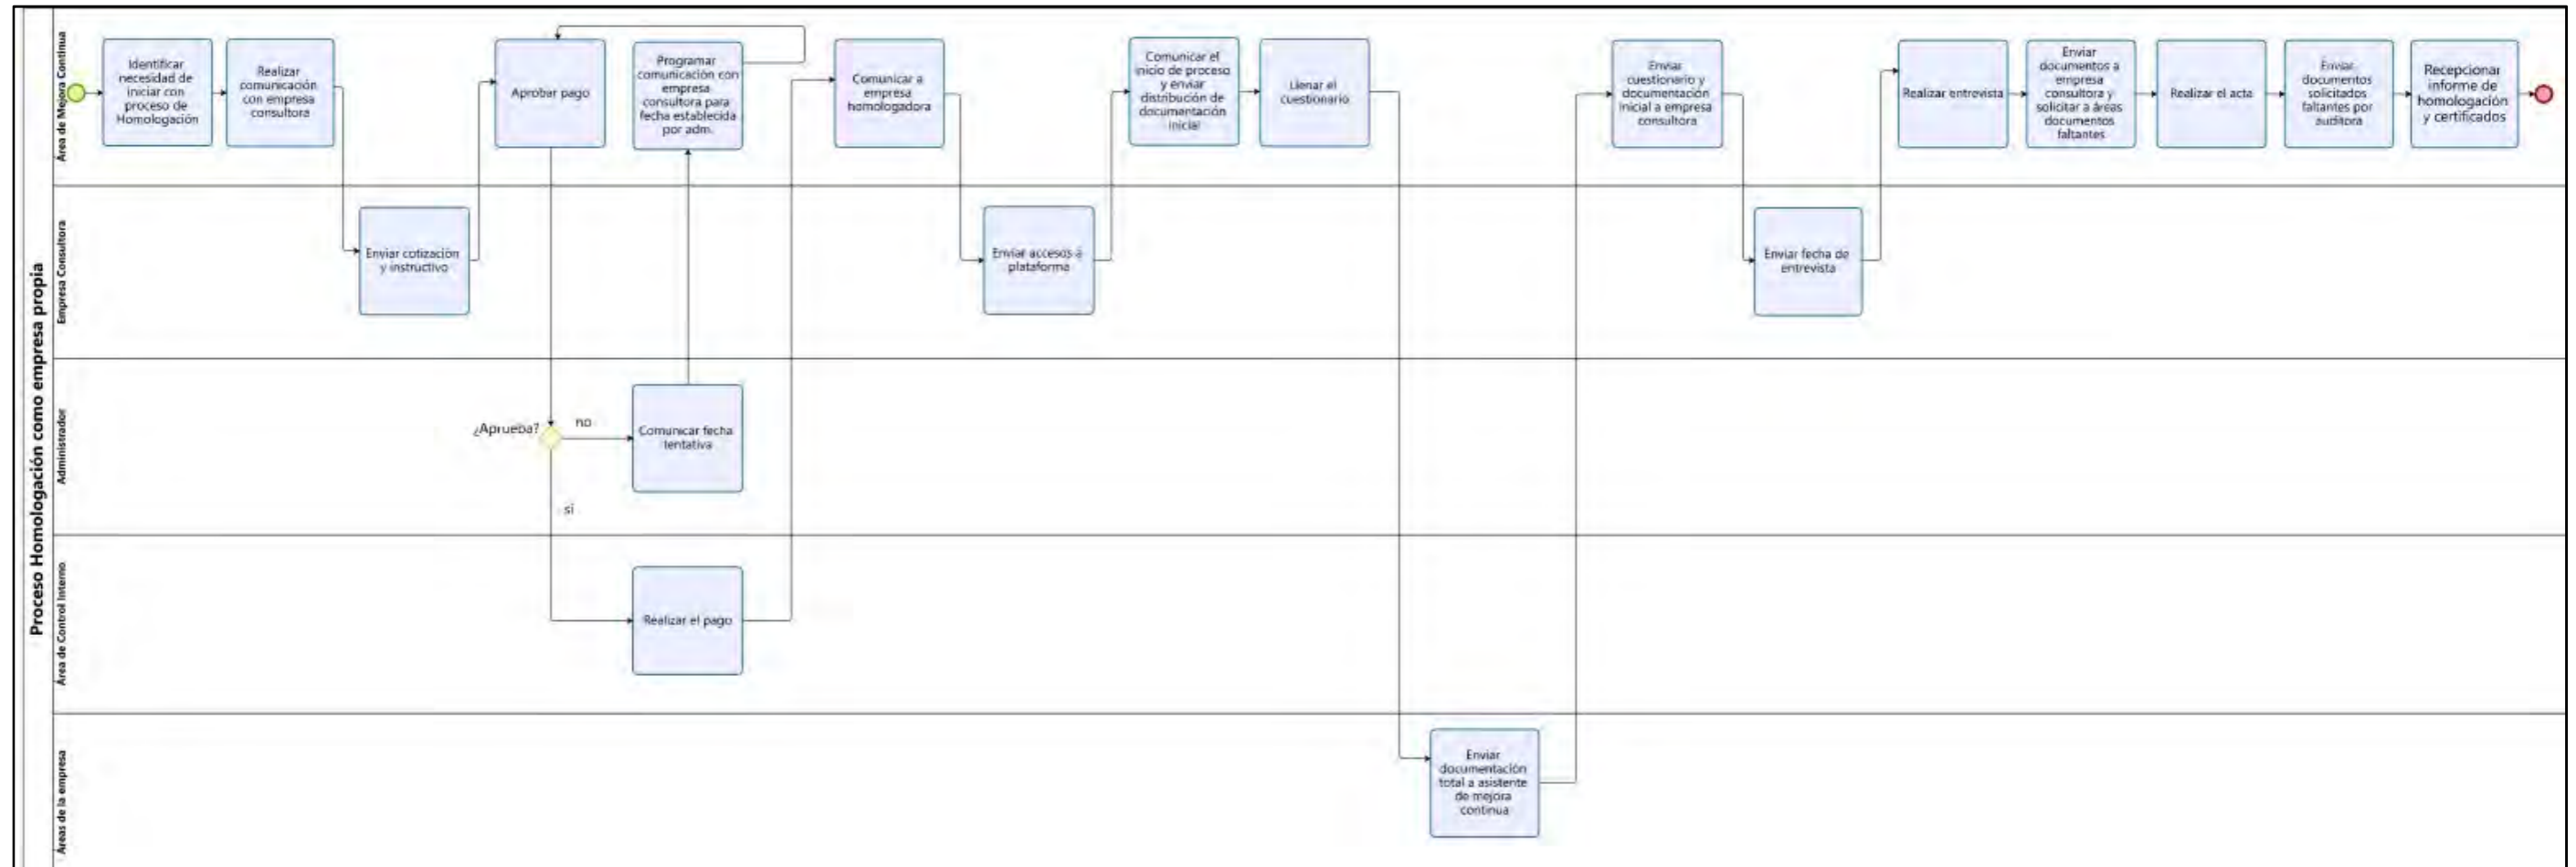 Proceso Homologación como empresa propia
Área de Mejora Continua
Identificar
necesidad de
iniciar con
proceso de
Homologación
Realizar
comunicación
con empresa
consultora
Aprobar pago
Programar
comunicación con
empresa
consultora para
fecha establecida
por adm.
Comunicar a
empresa
homologadora
Comunicar el
inicio de proceso
y enviar
distribución de
documentación
inicial
Llenar el
cuestionario
Enviar
cuestionario y
documentación
inicial a empresa
consultora
Realizar entrevista
Enviar
documentos a
empresa
consultora y
solicitar a áreas
documentos
faltantes
Realizar el acta
Enviar
documentos
solicitados
faltantes por
auditora
Recepcionar
informe de
homologación
y certificados
Empresa Consultora
Enviar cotización
y instructivo
Enviar accesos a
plataforma
Enviar fecha de
entrevista
Administrador
¿Aprueba?
no
Comunicar fecha
tentativa
si
Área de Control Interno
Realizar el pago
Áreas de la empresa
Enviar
documentación
total a asistente
de mejora
continua